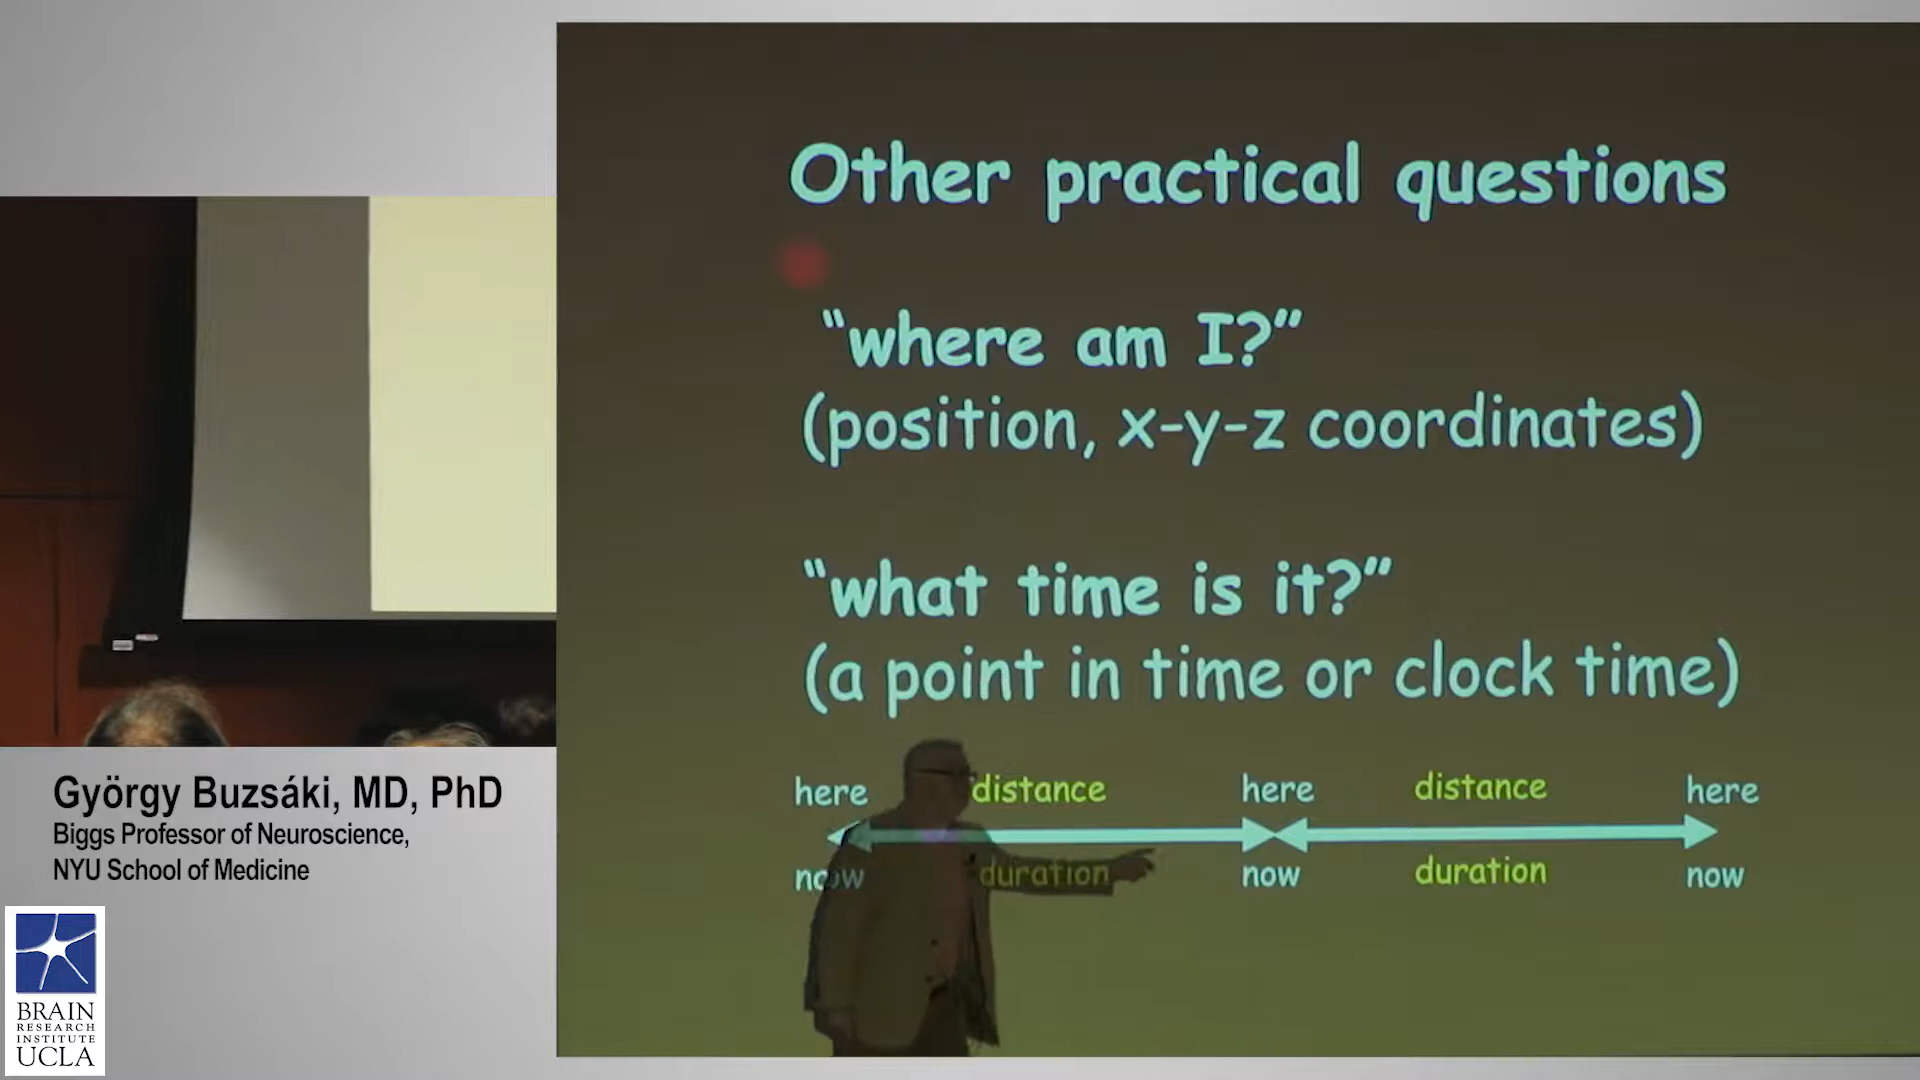 Other practical questions
“where am I?”
(position, x-y-z coordinates)
“what time is it?”
(a point in time or clock time)
here distance here distance here
now duration now duration now
György Buzsáki, MD, PhD
Biggs Professor of Neuroscience,
NYU School of Medicine
BRAIN
RESEARCH
INSTITUTE
UCLA